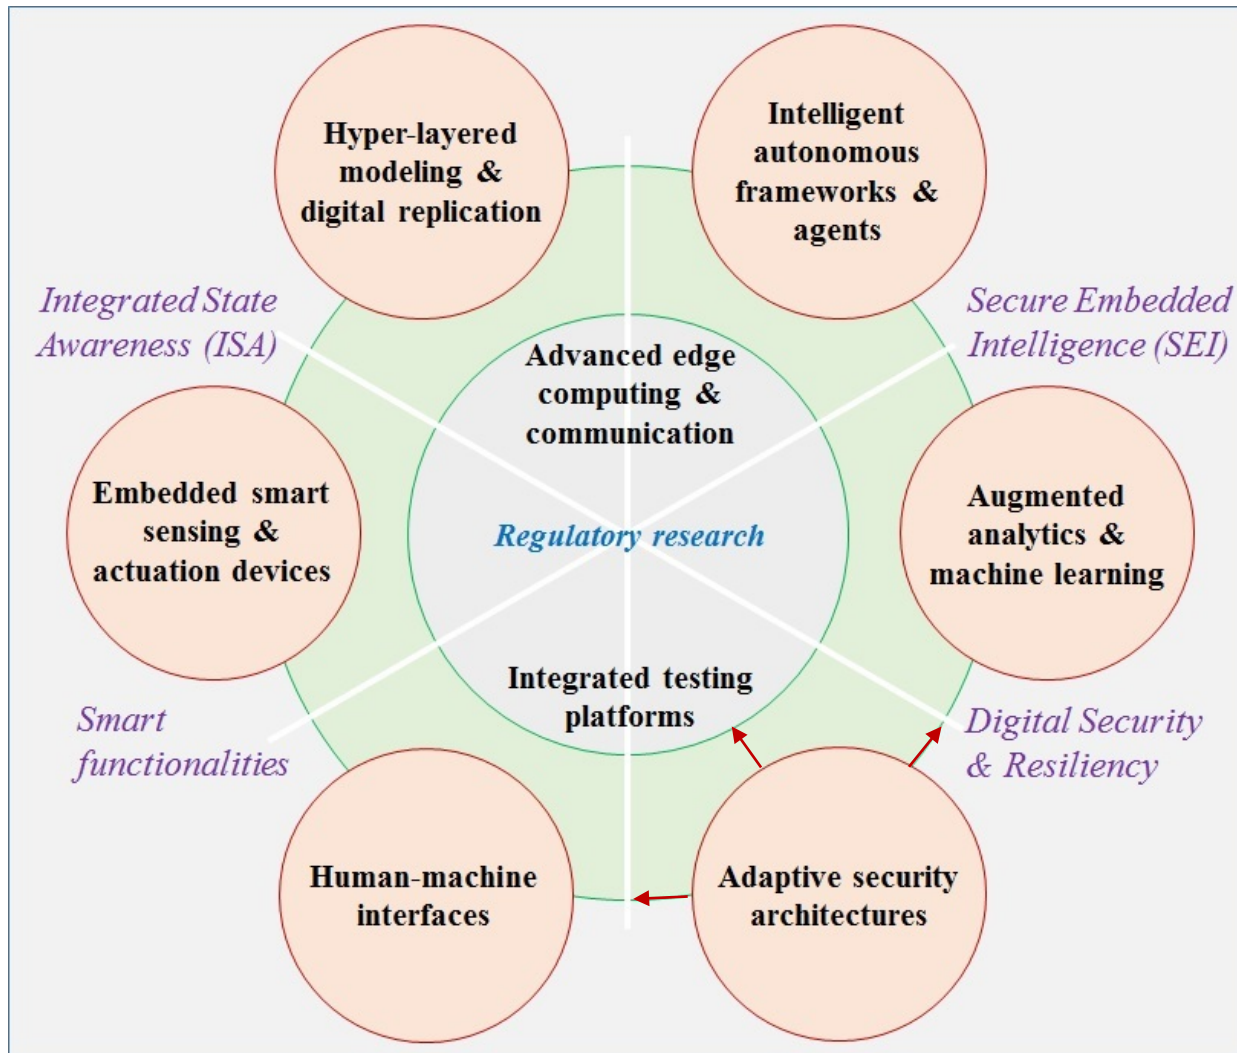 Hyper-layered
modeling &
digital replication
Intelligent
autonomous
frameworks &
agents
Integrated State
Awareness (ISA)
Secure Embedded
Intelligence (SEI)
Advanced edge
computing &
communication
Embedded smart
sensing &
actuation devices
Regulatory research
Augmented
analytics &
machine learning
Integrated testing
platforms
Smart
functionalities
Digital Security
& Resiliency
Human-machine
interfaces
Adaptive security
architectures